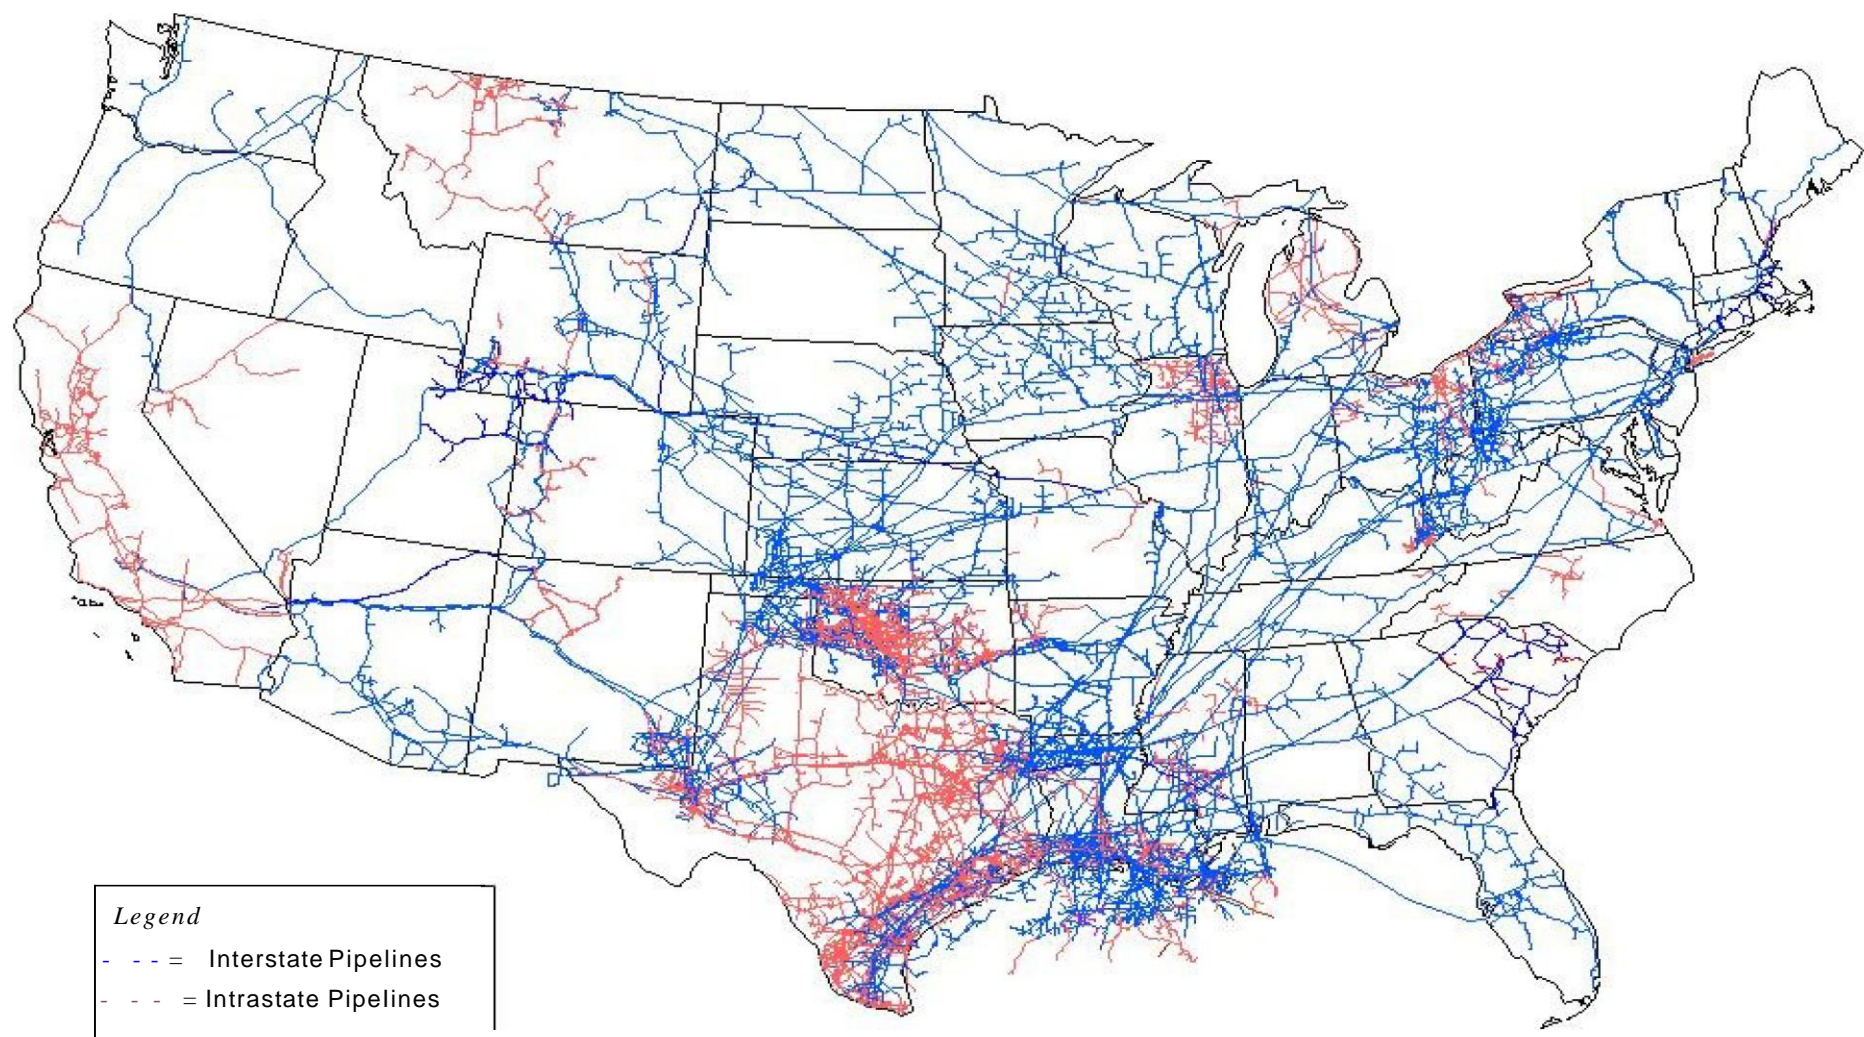 Legend
- - - = Interstate Pipelines
- - - = Intrastate Pipelines